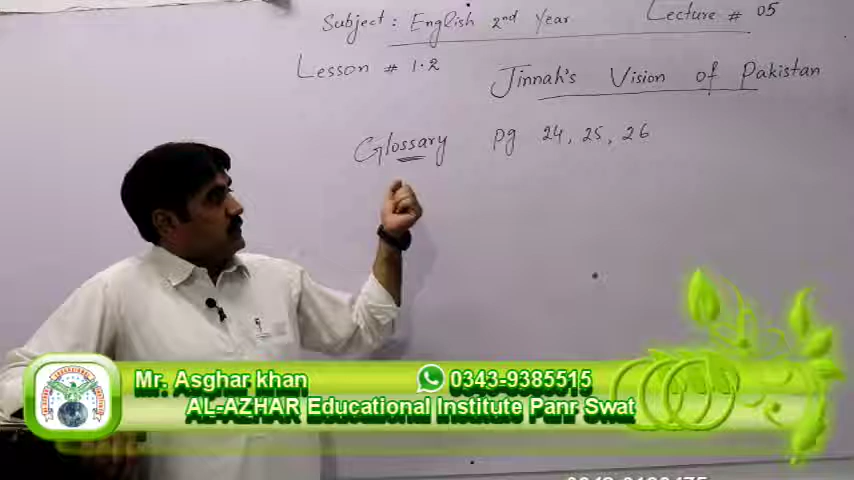 Subject: English 2nd Year Lecture # 05
Lesson # 1.2
Jinnah's Vision of Pakistan
Glossary pg 24, 25, 26
Mr. Asghar khan 0343-9385515
AL-AZHAR Educational Institute Panr Swat